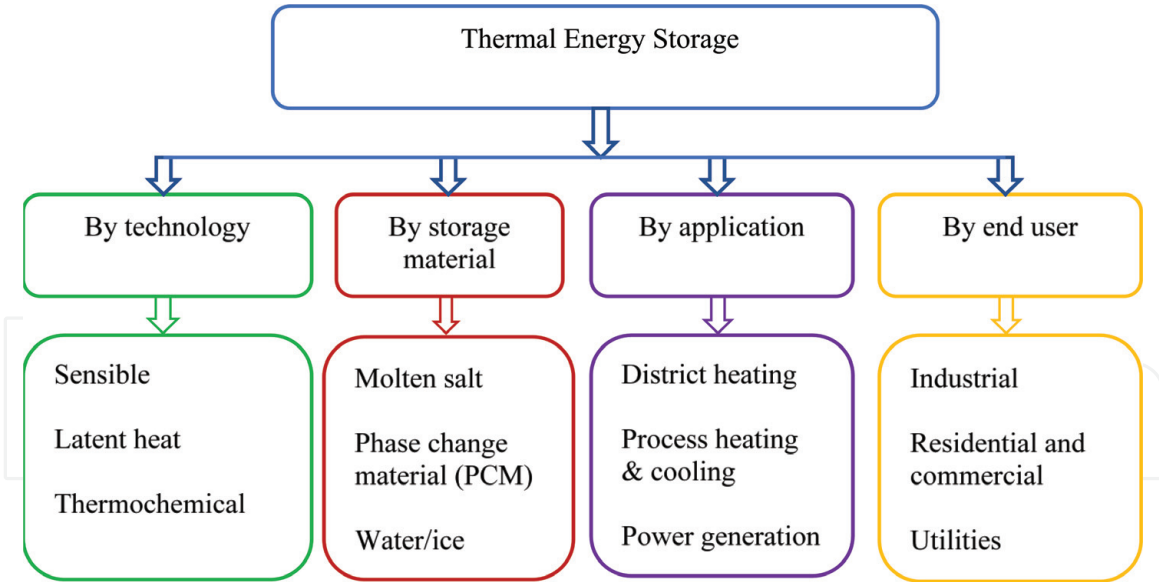 Thermal Energy Storage
By technology
By storage
material
By application
By end user
Sensible
Latent heat
Thermochemical
Molten salt
Phase change
material (PCM)
Water/ice
District heating
Process heating
& cooling
Power generation
Industrial
Residential and
commercial
Utilities